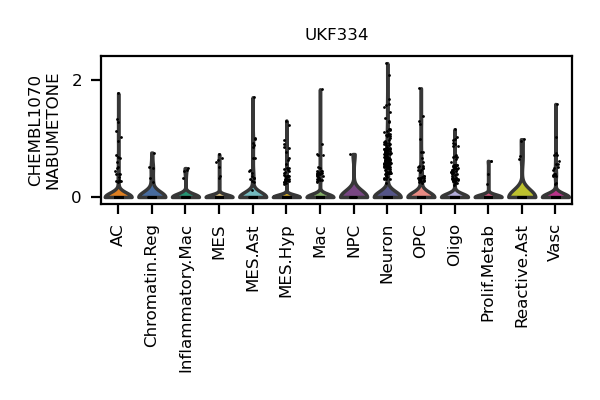 UKF334
CHEMBL1070
NABUMETONE
2
0
AC
Chromatin.Reg
Inflammatory.Mac
MES
MES.Ast
MES.Hyp
Mac
NPC
Neuron
OPC
Oligo
Prolif.Metab
Reactive.Ast
Vasc